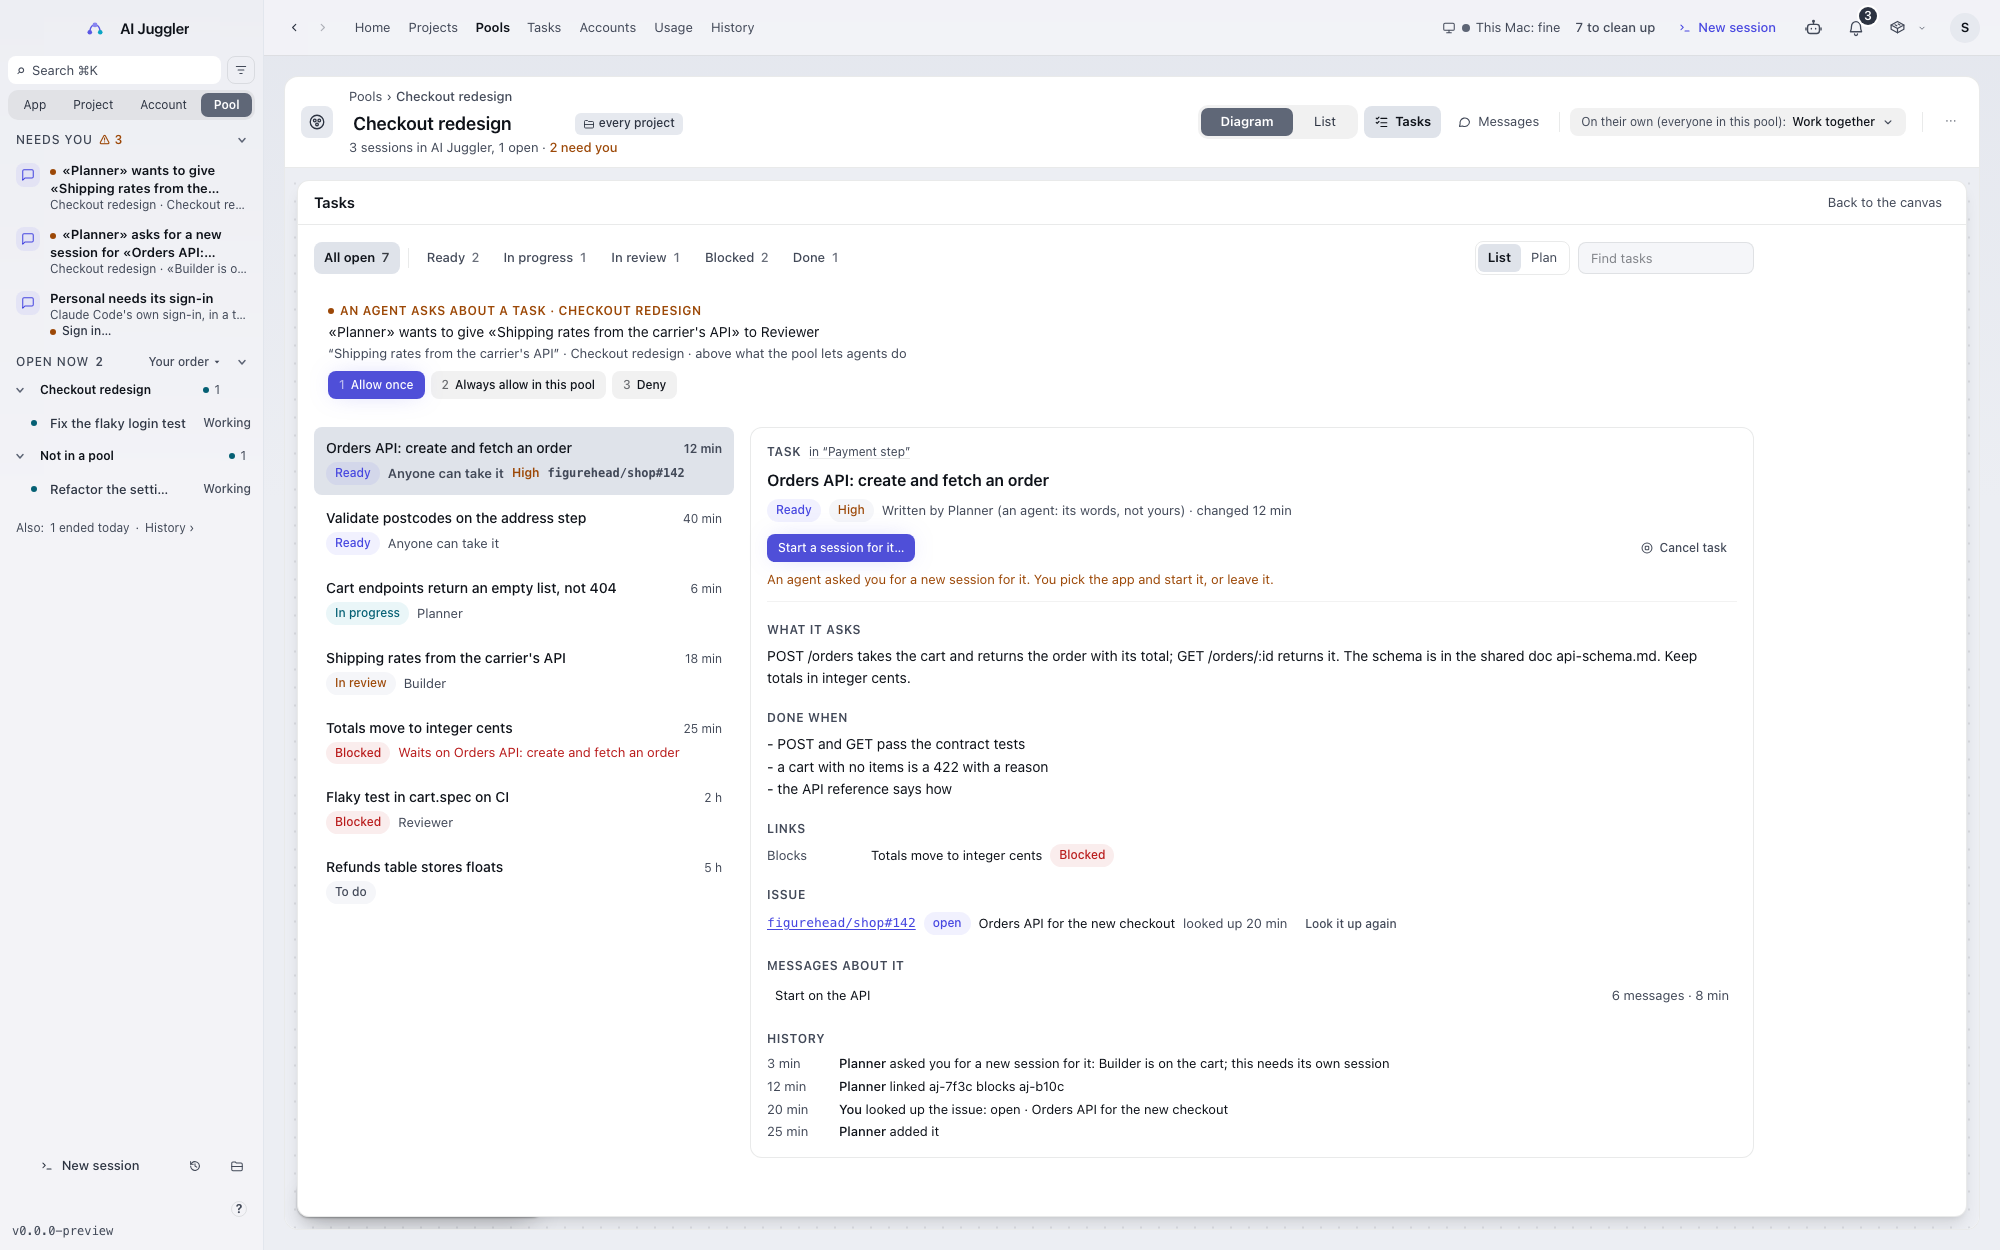 AI Juggler
Search ⌘K
App Project Account Pool
NEEDS YOU 3
«Planner» wants to give
«Shipping rates from the...
Checkout redesign · Checkout re...
«Planner» asks for a new
session for «Orders API:...
Checkout redesign · «Builder is o...
Personal needs its sign-in
Claude Code's own sign-in, in a t...
Sign in...
OPEN NOW 2 Your order
Checkout redesign 1
Fix the flaky login test Working
Not in a pool 1
Refactor the setti... Working
Also: 1 ended today · History ›
New session
?
v0.0.0-preview
Home Projects Pools Tasks Accounts Usage History
This Mac: fine 7 to clean up New session 3 S
Pools › Checkout redesign
Checkout redesign every project
3 sessions in AI Juggler, 1 open · 2 need you
Diagram List Tasks Messages On their own (everyone in this pool): Work together ...
Tasks Back to the canvas
All open 7 Ready 2 In progress 1 In review 1 Blocked 2 Done 1 List Plan Find tasks
AN AGENT ASKS ABOUT A TASK · CHECKOUT REDESIGN
«Planner» wants to give «Shipping rates from the carrier's API» to Reviewer
“Shipping rates from the carrier's API” · Checkout redesign · above what the pool lets agents do
1 Allow once 2 Always allow in this pool 3 Deny
Orders API: create and fetch an order 12 min
Ready Anyone can take it High figurehead/shop#142
Validate postcodes on the address step 40 min
Ready Anyone can take it
Cart endpoints return an empty list, not 404 6 min
In progress Planner
Shipping rates from the carrier's API 18 min
In review Builder
Totals move to integer cents 25 min
Blocked Waits on Orders API: create and fetch an order
Flaky test in cart.spec on CI 2 h
Blocked Reviewer
Refunds table stores floats 5 h
To do
TASK in “Payment step”
Orders API: create and fetch an order
Ready High Written by Planner (an agent: its words, not yours) · changed 12 min
Start a session for it... Cancel task
An agent asked you for a new session for it. You pick the app and start it, or leave it.
WHAT IT ASKS
POST /orders takes the cart and returns the order with its total; GET /orders/:id returns it. The schema is in the shared doc api-schema.md. Keep
totals in integer cents.
DONE WHEN
- POST and GET pass the contract tests
- a cart with no items is a 422 with a reason
- the API reference says how
LINKS
Blocks Totals move to integer cents Blocked
ISSUE
figurehead/shop#142 open Orders API for the new checkout looked up 20 min Look it up again
MESSAGES ABOUT IT
Start on the API 6 messages · 8 min
HISTORY
3 min Planner asked you for a new session for it: Builder is on the cart; this needs its own session
12 min Planner linked aj-7f3c blocks aj-b10c
20 min You looked up the issue: open · Orders API for the new checkout
25 min Planner added it